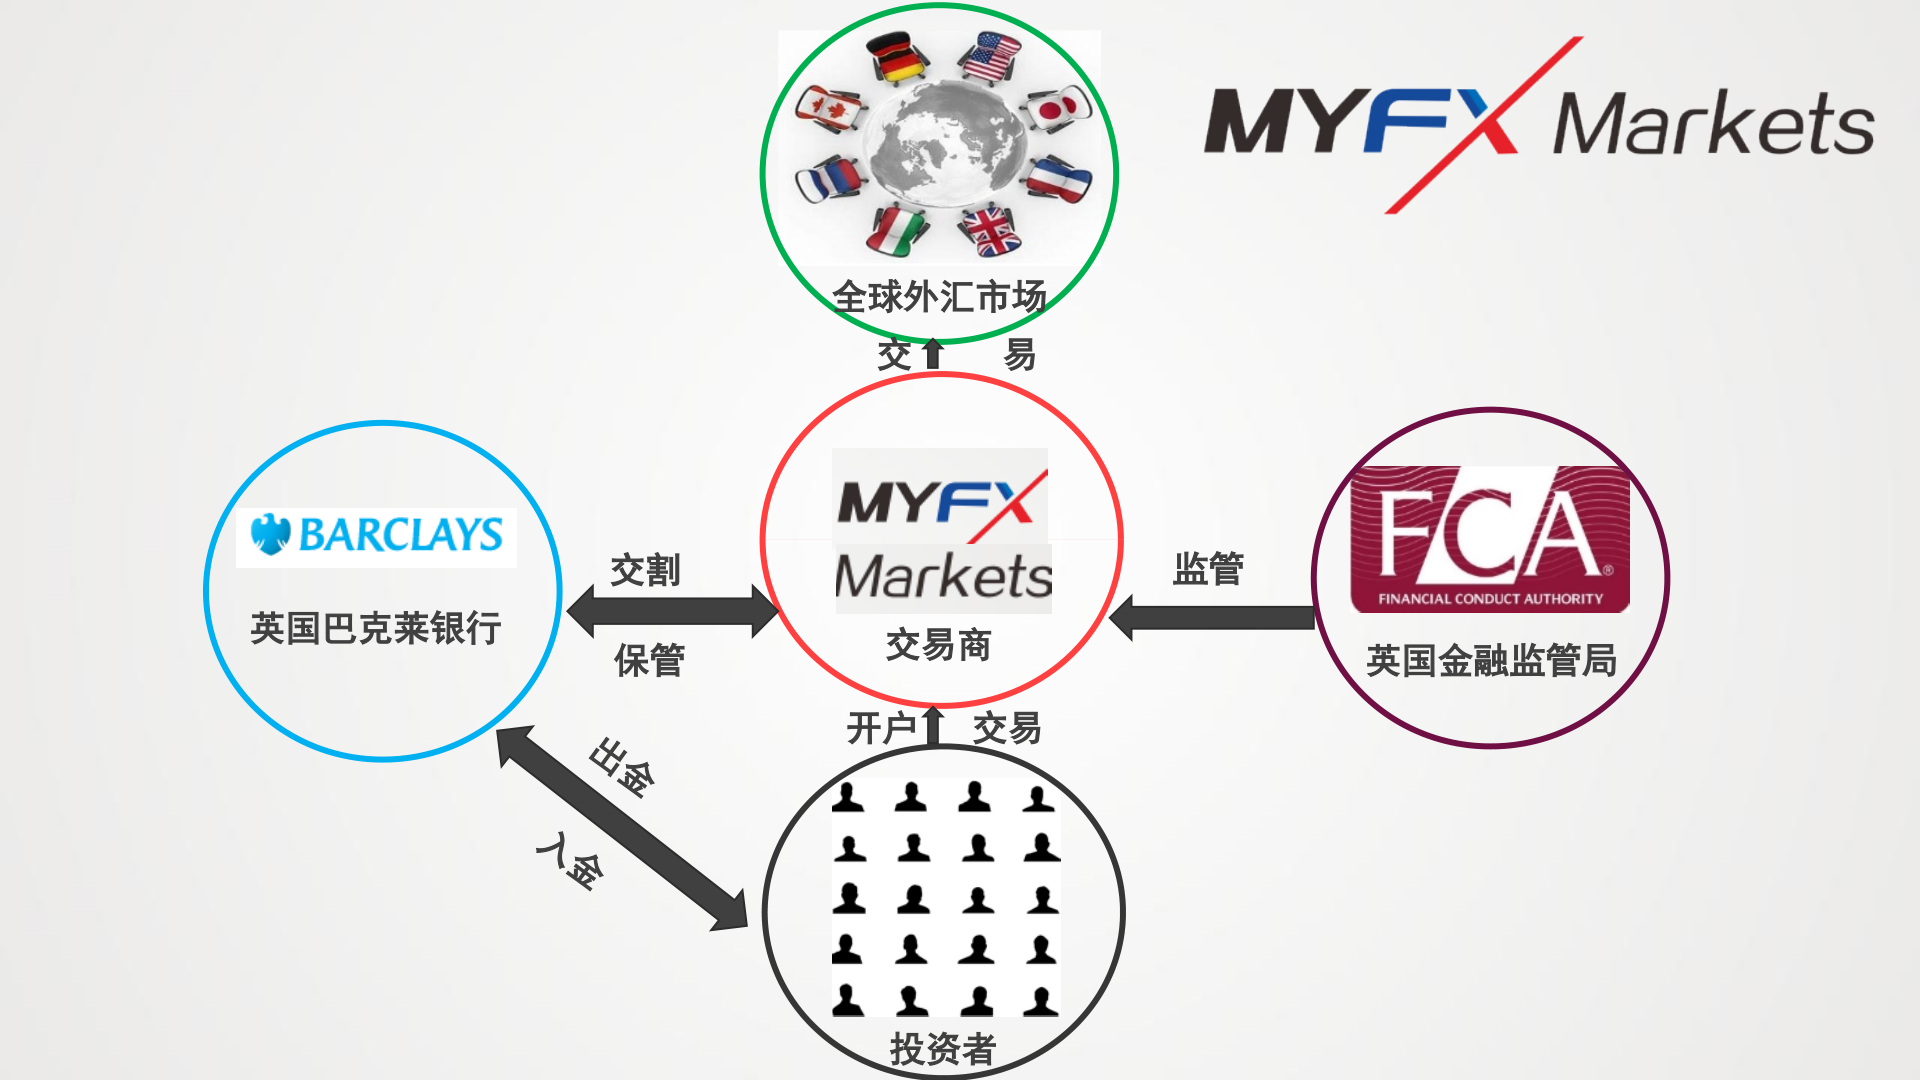 MYFX Markets
全球外汇市场
交 易
BARCLAYS
英国巴克莱银行
交割
保管
MYFX
Markets
交易商
监管
FCA®
FINANCIAL CONDUCT AUTHORITY
英国金融监管局
开户 交易
出金
入金
投资者